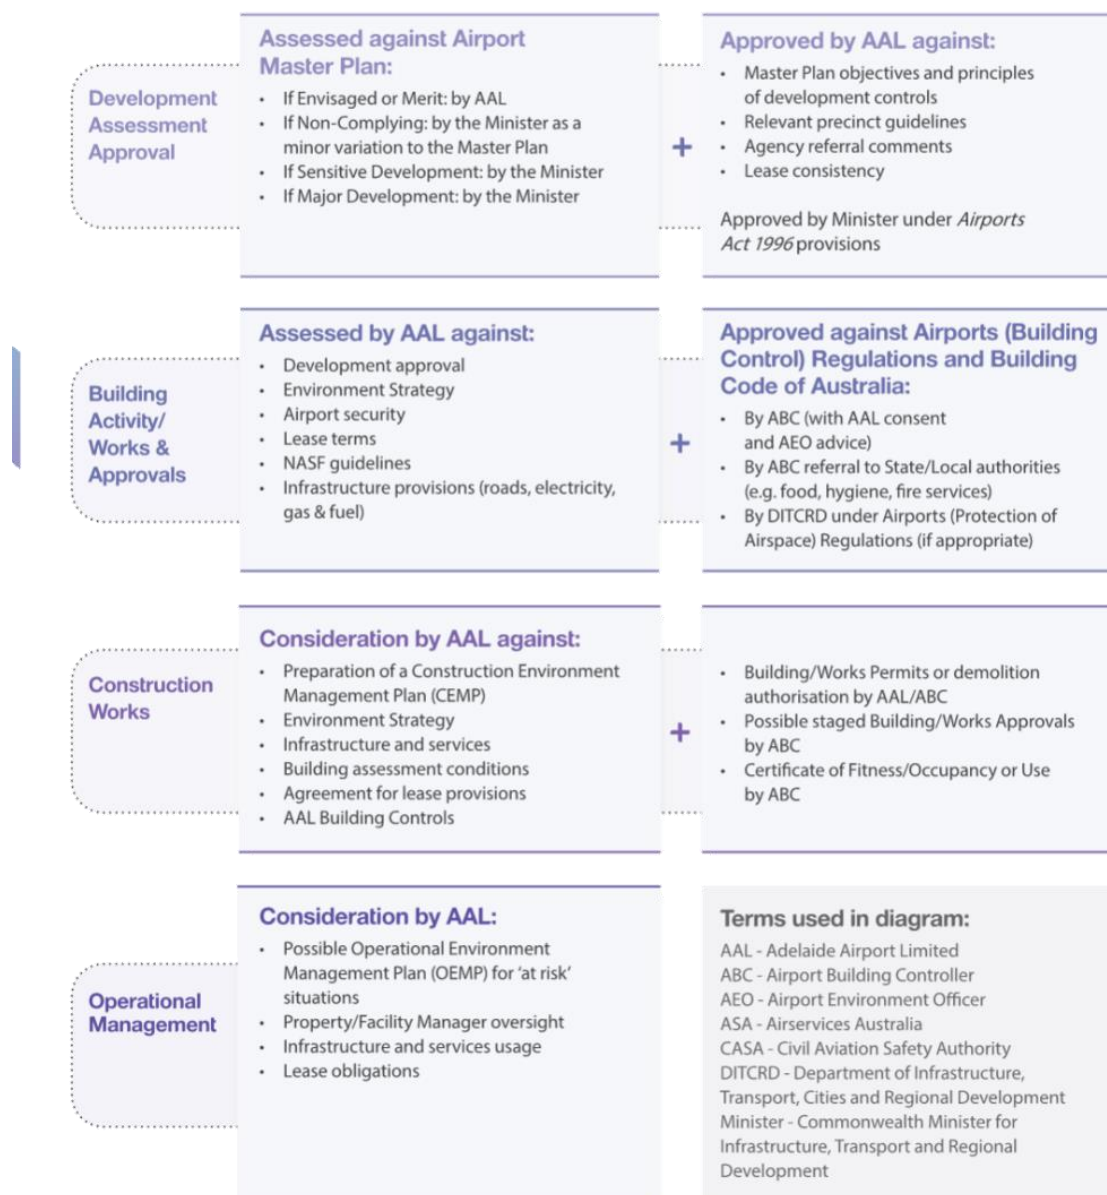 Development
Assessment
Approval
Assessed against Airport
Master Plan:
• If Envisaged or Merit: by AAL
• If Non-Complying: by the Minister as a
minor variation to the Master Plan
• If Sensitive Development: by the Minister
• If Major Development: by the Minister
+
Approved by AAL against:
• Master Plan objectives and principles
of development controls
• Relevant precinct guidelines
• Agency referral comments
• Lease consistency
Approved by Minister under Airports
Act 1996 provisions
Building
Activity/
Works &
Approvals
Assessed by AAL against:
• Development approval
• Environment Strategy
• Airport security
• Lease terms
• NASF guidelines
• Infrastructure provisions (roads, electricity,
gas & fuel)
+
Approved against Airports (Building
Control) Regulations and Building
Code of Australia:
• By ABC (with AAL consent
and AEO advice)
• By ABC referral to State/Local authorities
(e.g. food, hygiene, fire services)
• By DITCRD under Airports (Protection of
Airspace) Regulations (if appropriate)
Construction
Works
Consideration by AAL against:
• Preparation of a Construction Environment
Management Plan (CEMP)
• Environment Strategy
• Infrastructure and services
• Building assessment conditions
• Agreement for lease provisions
• AAL Building Controls
+
• Building/Works Permits or demolition
authorisation by AAL/ABC
• Possible staged Building/Works Approvals
by ABC
• Certificate of Fitness/Occupancy or Use
by ABC
Operational
Management
Consideration by AAL:
• Possible Operational Environment
Management Plan (OEMP) for ‘at risk’
situations
• Property/Facility Manager oversight
• Infrastructure and services usage
• Lease obligations
Terms used in diagram:
AAL - Adelaide Airport Limited
ABC - Airport Building Controller
AEO - Airport Environment Officer
ASA - Airservices Australia
CASA - Civil Aviation Safety Authority
DITCRD - Department of Infrastructure,
Transport, Cities and Regional Development
Minister - Commonwealth Minister for
Infrastructure, Transport and Regional
Development